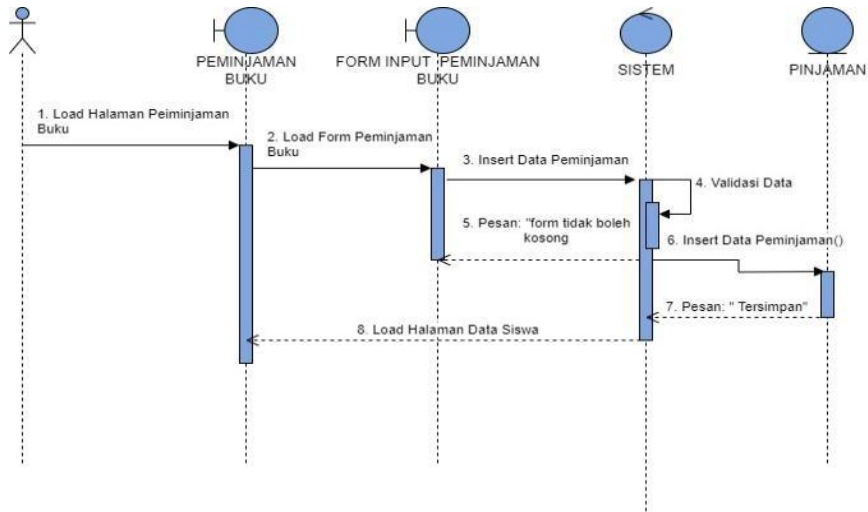 PEMINJAMAN
BUKU
FORM INPUT PEMINJAMAN
BUKU
SISTEM
PINJAMAN
1. Load Halaman Peiminjaman
Buku
2. Load Form Peminjaman
Buku
3. Insert Data Peminjaman
4. Validasi Data
5. Pesan: "form tidak boleh
kosong
6. Insert Data Peminjaman()
7. Pesan: " Tersimpan"
8. Load Halaman Data Siswa